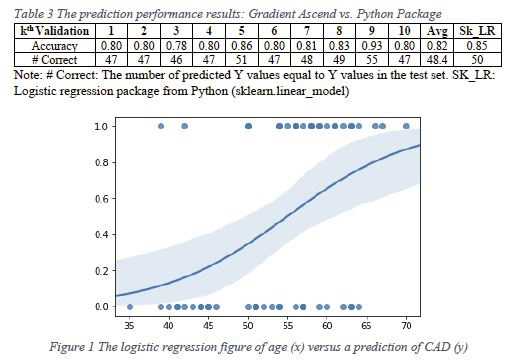 Table 3 The prediction performance results: Gradient Ascend vs. Python Package
kth Validation 1 2 3 4 5 6 7 8 9 10 Avg Sk_LR
Accuracy 0.80 0.80 0.78 0.80 0.86 0.80 0.81 0.83 0.93 0.80 0.82 0.85
# Correct 47 47 46 47 51 47 48 49 55 47 48.4 50
Note: # Correct: The number of predicted Y values equal to Y values in the test set. SK_LR:
Logistic regression package from Python (sklearn.linear_model)
1.0
0.8
0.6
0.4
0.2
0.0
35 40 45 50 55 60 65 70
Figure 1 The logistic regression figure of age (x) versus a prediction of CAD (y)